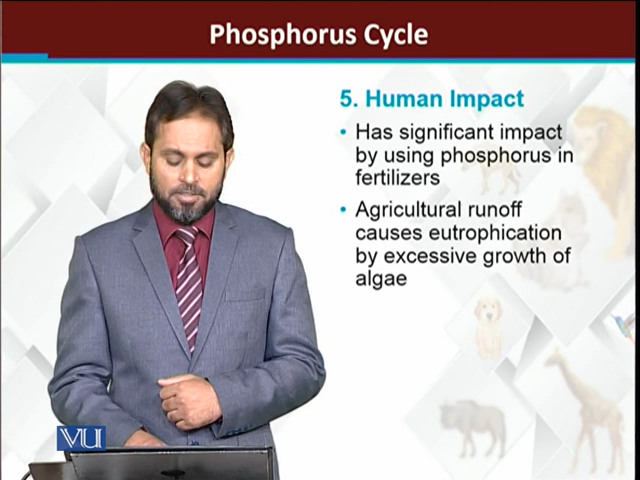 Phosphorus Cycle
5. Human Impact
• Has significant impact
by using phosphorus in
fertilizers
• Agricultural runoff
causes eutrophication
by excessive growth of
algae
VU